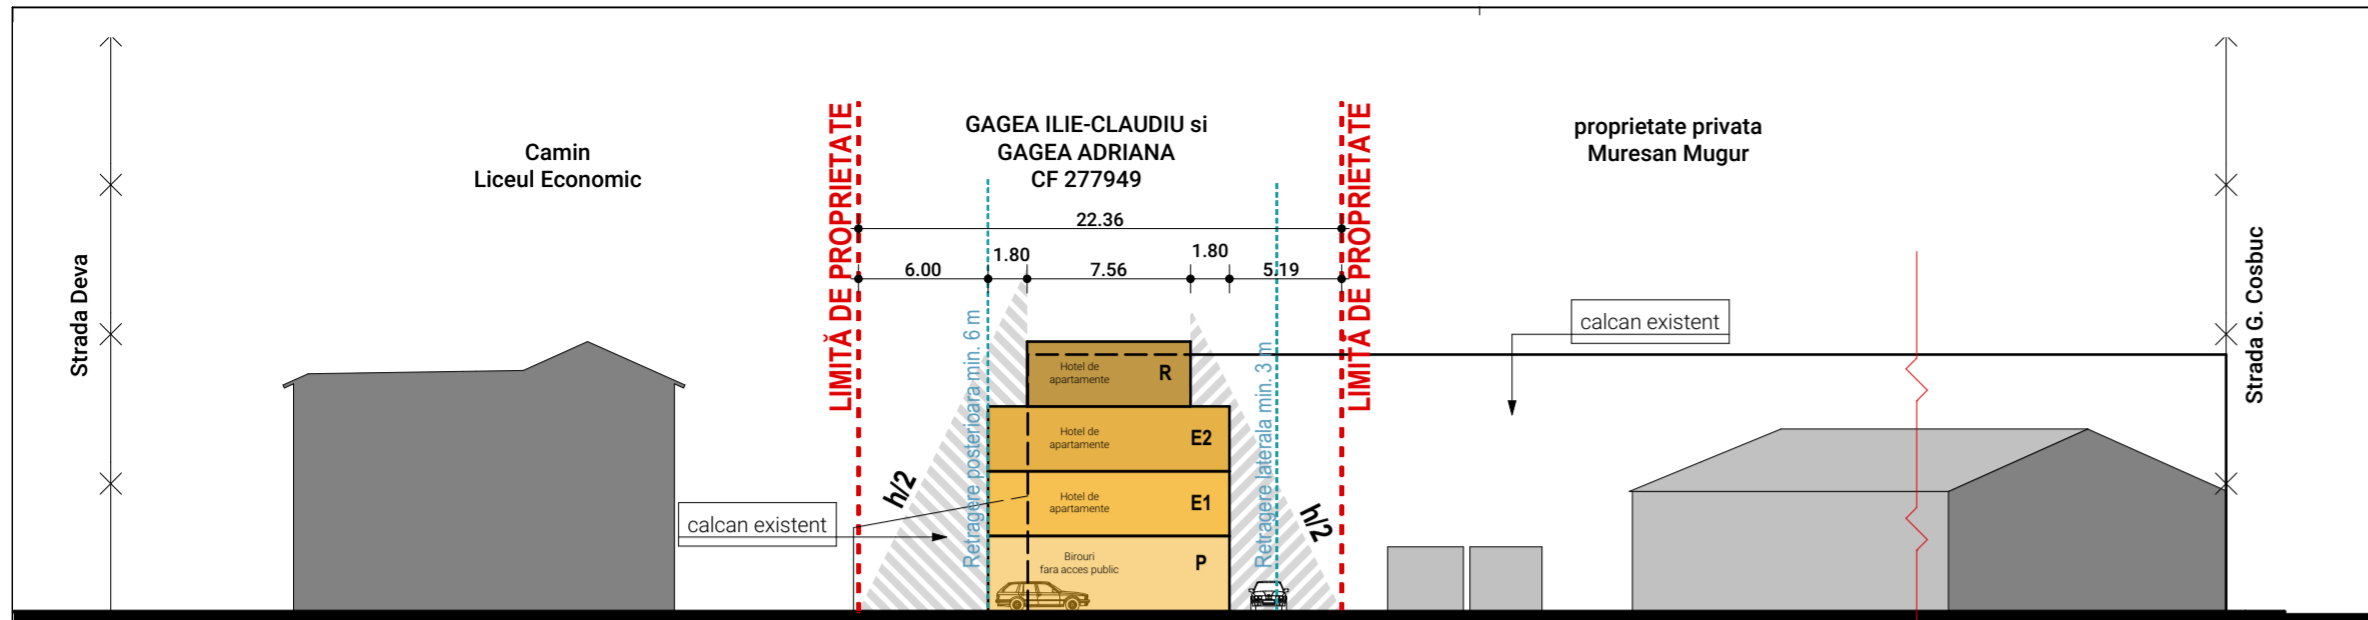 Strada Deva
Camin
Liceul Economic
LIMITĂ DE PROPRIETATE
GAGEA ILIE-CLAUDIU si
GAGEA ADRIANA
CF 277949
22.36
6.00
1.80
7.56
1.80
5.19
LIMITA DE PROPRIETATE
proprietate privata
Muresan Mugur
calcan existent
Strada G. Cosbuc
Retragere posterioara min. 6 m
Retragere laterala min. 3 m
h/2
h/2
calcan existent
Hotel de
apartamente
R
Hotel de
apartamente
E2
Hotel de
apartamente
E1
Birouri
fara acces public
P